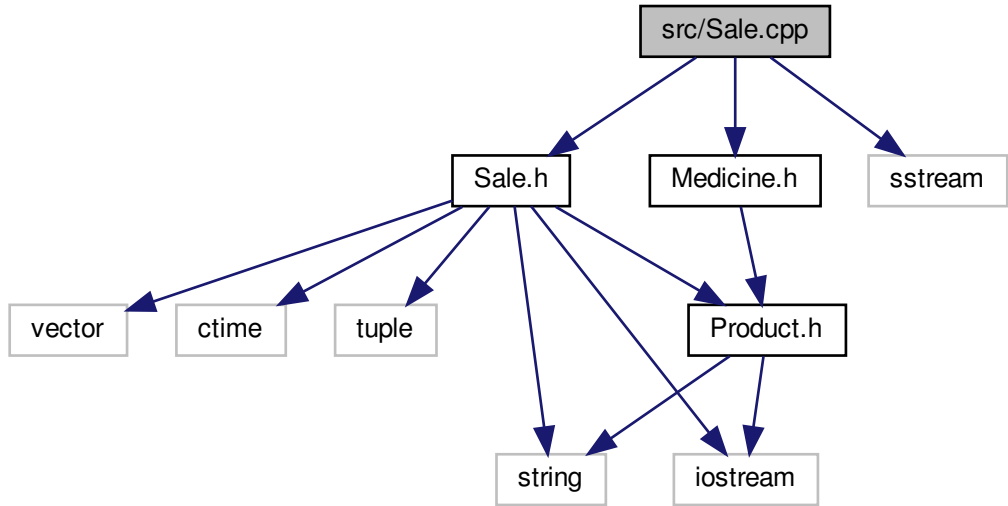 src/Sale.cpp
Sale.h
Medicine.h
sstream
vector
ctime
tuple
Product.h
string
iostream